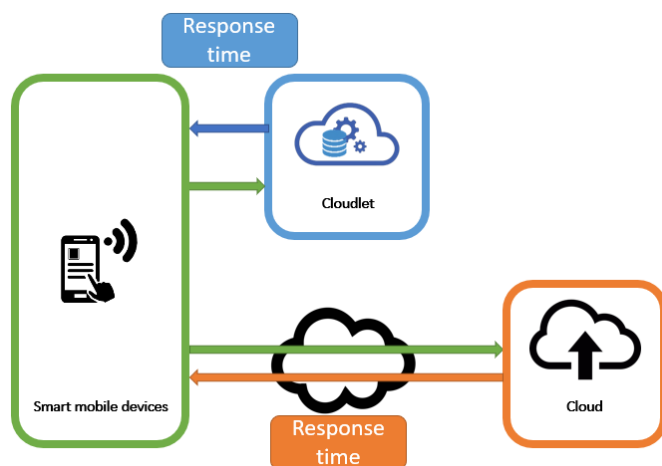 Response
time
Cloudlet
Smart mobile devices
Cloud
Response
time